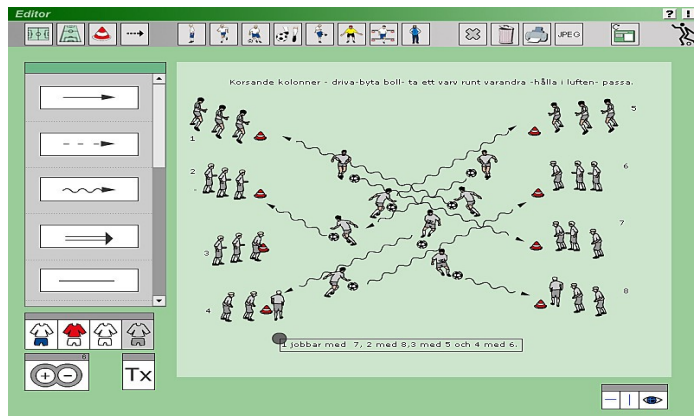 Editor
? !
JPEG
Korsande kolonner - driva-byta boll- ta ett varv runt varandra -hålla i luften- passa.
1
5
2
6
3
7
4
8
1 jobbar med 7, 2 med 8,3 med 5 och 4 med 6.
6
Tx